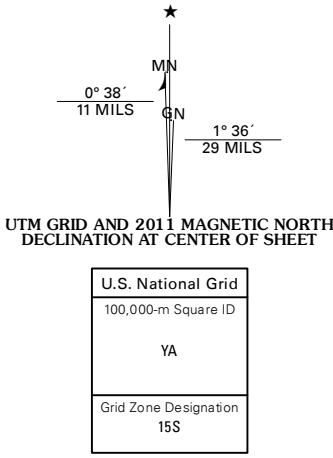 ★
MN
0° 38´
11 MILS
GN
1° 36´
29 MILS
UTM GRID AND 2011 MAGNETIC NORTH
DECLINATION AT CENTER OF SHEET
U.S. National Grid
100,000-m Square ID
YA
Grid Zone Designation
15S